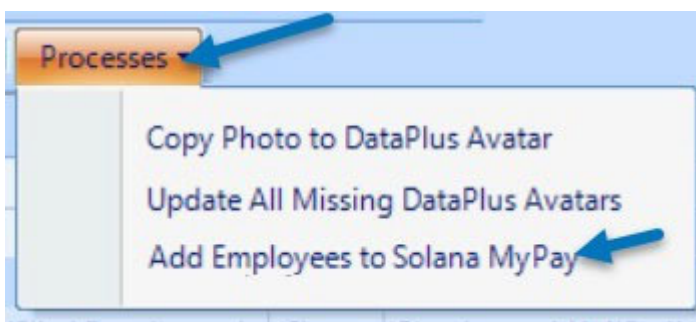 Processes
Copy Photo to DataPlus Avatar
Update All Missing DataPlus Avatars
Add Employees to Solana MyPay